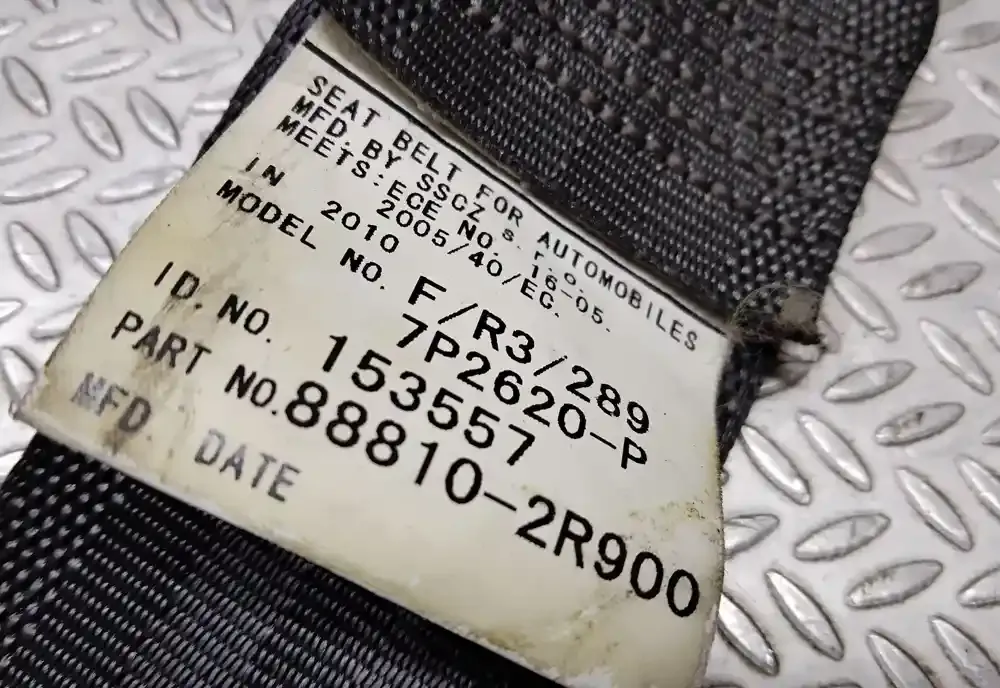 SEAT BELT FOR AUTOMOBILES
MFD. BY SSCZ s. r. o.
MEETS:ECE NO. 16-05.
2005/40/EC.
IN 2010
MODEL NO. F/R3/289
7P2620-P
ID. NO. 153557
PART NO. 88810-2R900
MFD. DATE